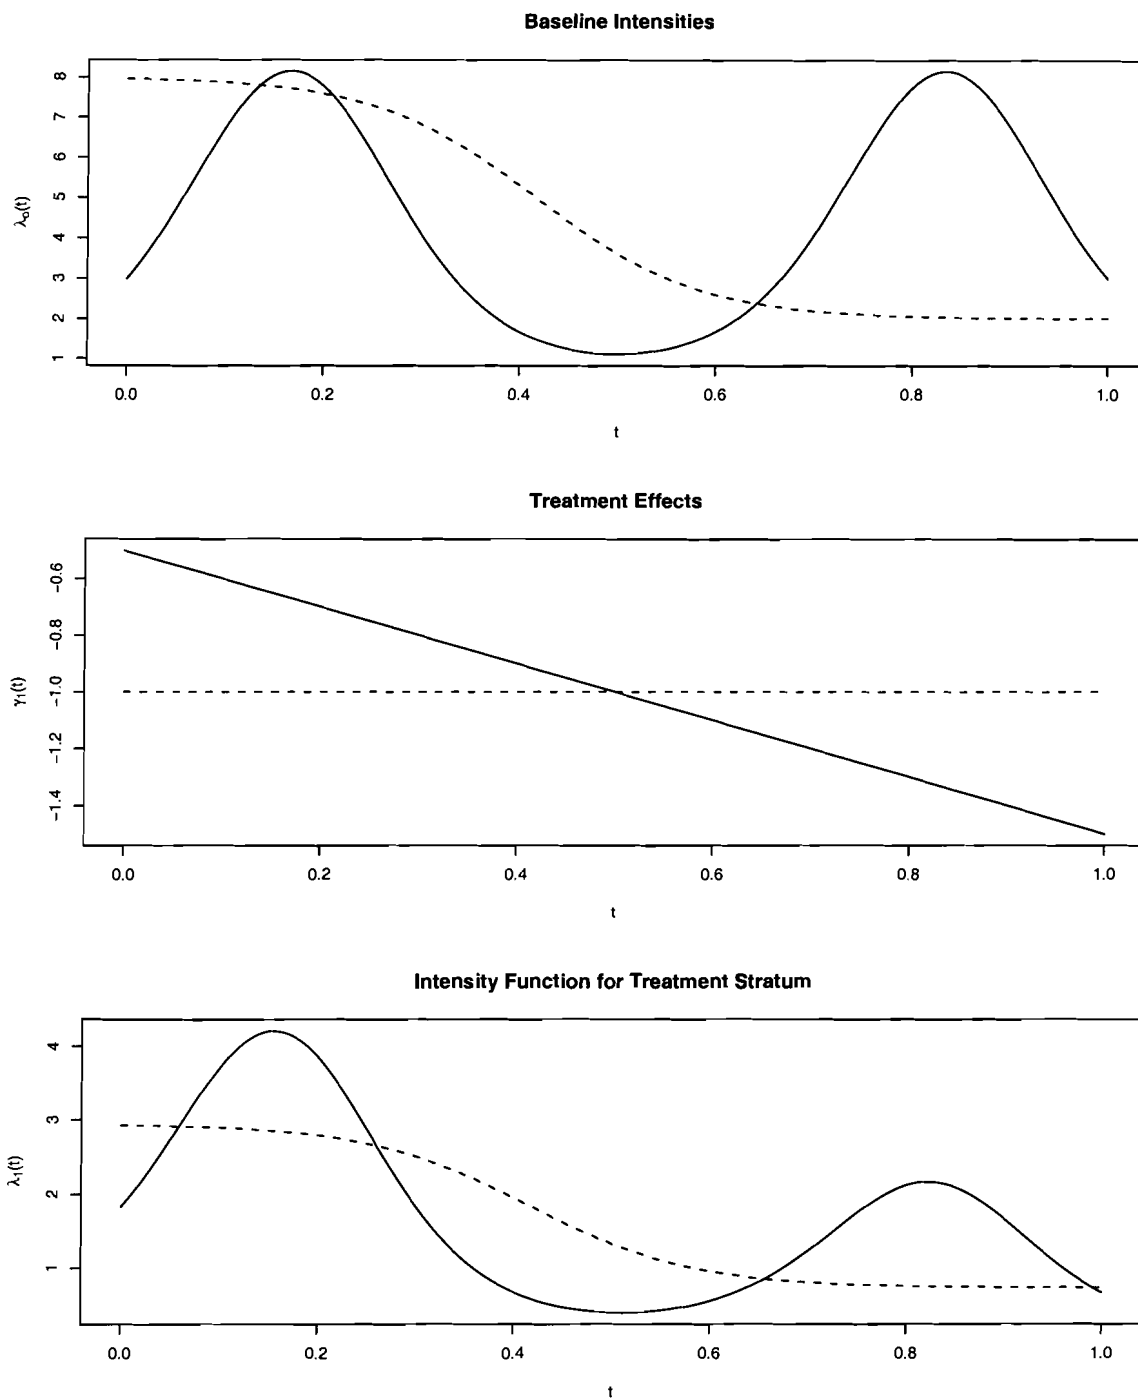 Baseline Intensities
λ₀(t)
8
7
6
5
4
3
2
1
0.0 0.2 0.4 0.6 0.8 1.0
t
Treatment Effects
γ₁(t)
−0.6
−0.8
−1.0
−1.2
−1.4
0.0 0.2 0.4 0.6 0.8 1.0
t
Intensity Function for Treatment Stratum
λ₁(t)
4
3
2
1
0.0 0.2 0.4 0.6 0.8 1.0
t